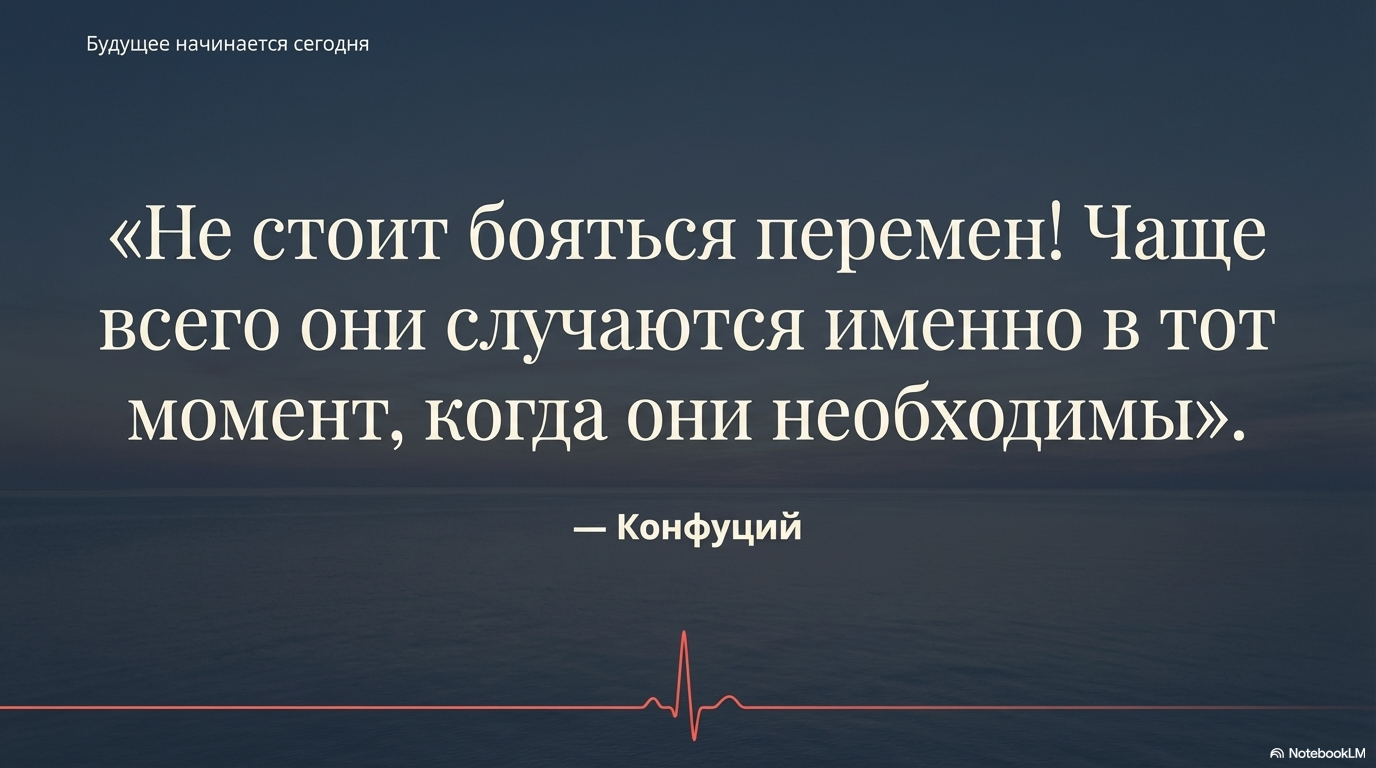 Будущее начинается сегодня
«Не стоит бояться перемен! Чаще
всего они случаются именно в тот
момент, когда они необходимы».
— Конфуций
NotebookLM